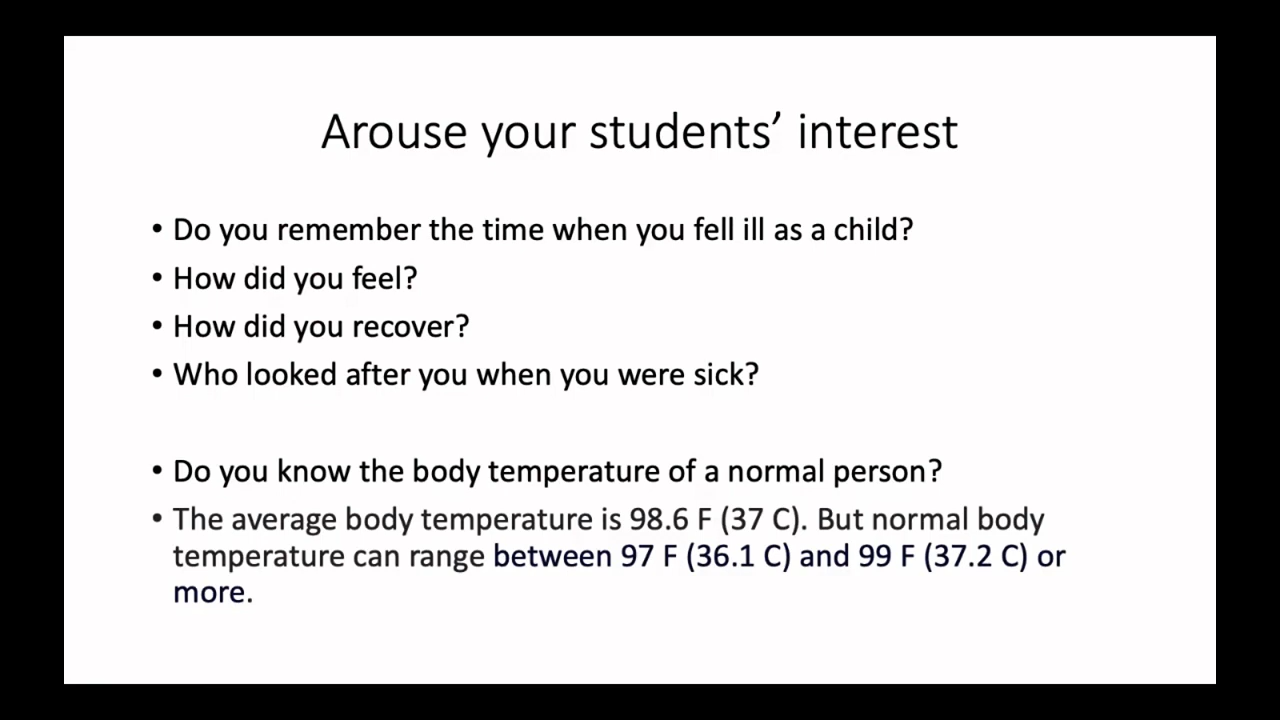 Arouse your students’ interest
• Do you remember the time when you fell ill as a child?
• How did you feel?
• How did you recover?
• Who looked after you when you were sick?
• Do you know the body temperature of a normal person?
• The average body temperature is 98.6 F (37 C). But normal body
temperature can range between 97 F (36.1 C) and 99 F (37.2 C) or
more.